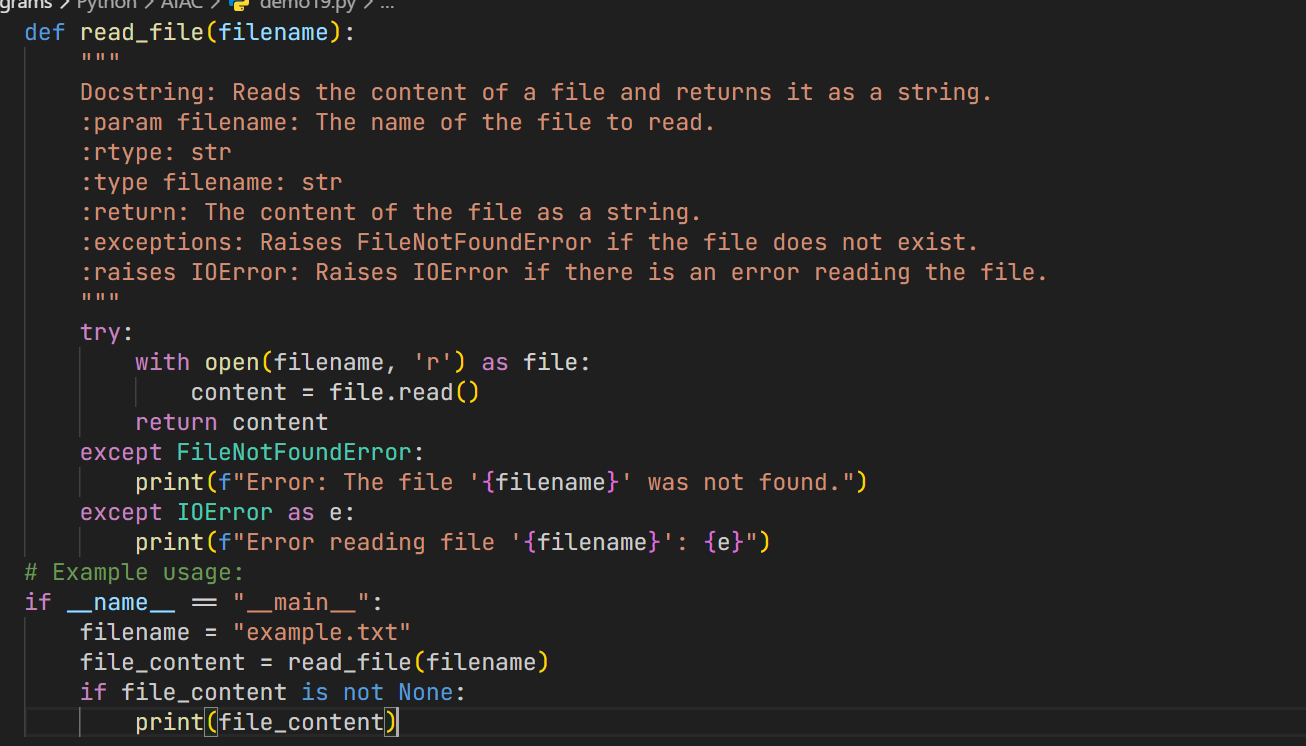 grams > Python > AIAC > demo19.py > ...
def read_file(filename):
    """
    Docstring: Reads the content of a file and returns it as a string.
    :param filename: The name of the file to read.
    :rtype: str
    :type filename: str
    :return: The content of the file as a string.
    :exceptions: Raises FileNotFoundError if the file does not exist.
    :raises IOError: Raises IOError if there is an error reading the file.
    """
    try:
        with open(filename, 'r') as file:
            content = file.read()
        return content
    except FileNotFoundError:
        print(f"Error: The file '{filename}' was not found.")
    except IOError as e:
        print(f"Error reading file '{filename}': {e}")
# Example usage:
if __name__ == "__main__":
    filename = "example.txt"
    file_content = read_file(filename)
    if file_content is not None:
        print(file_content)